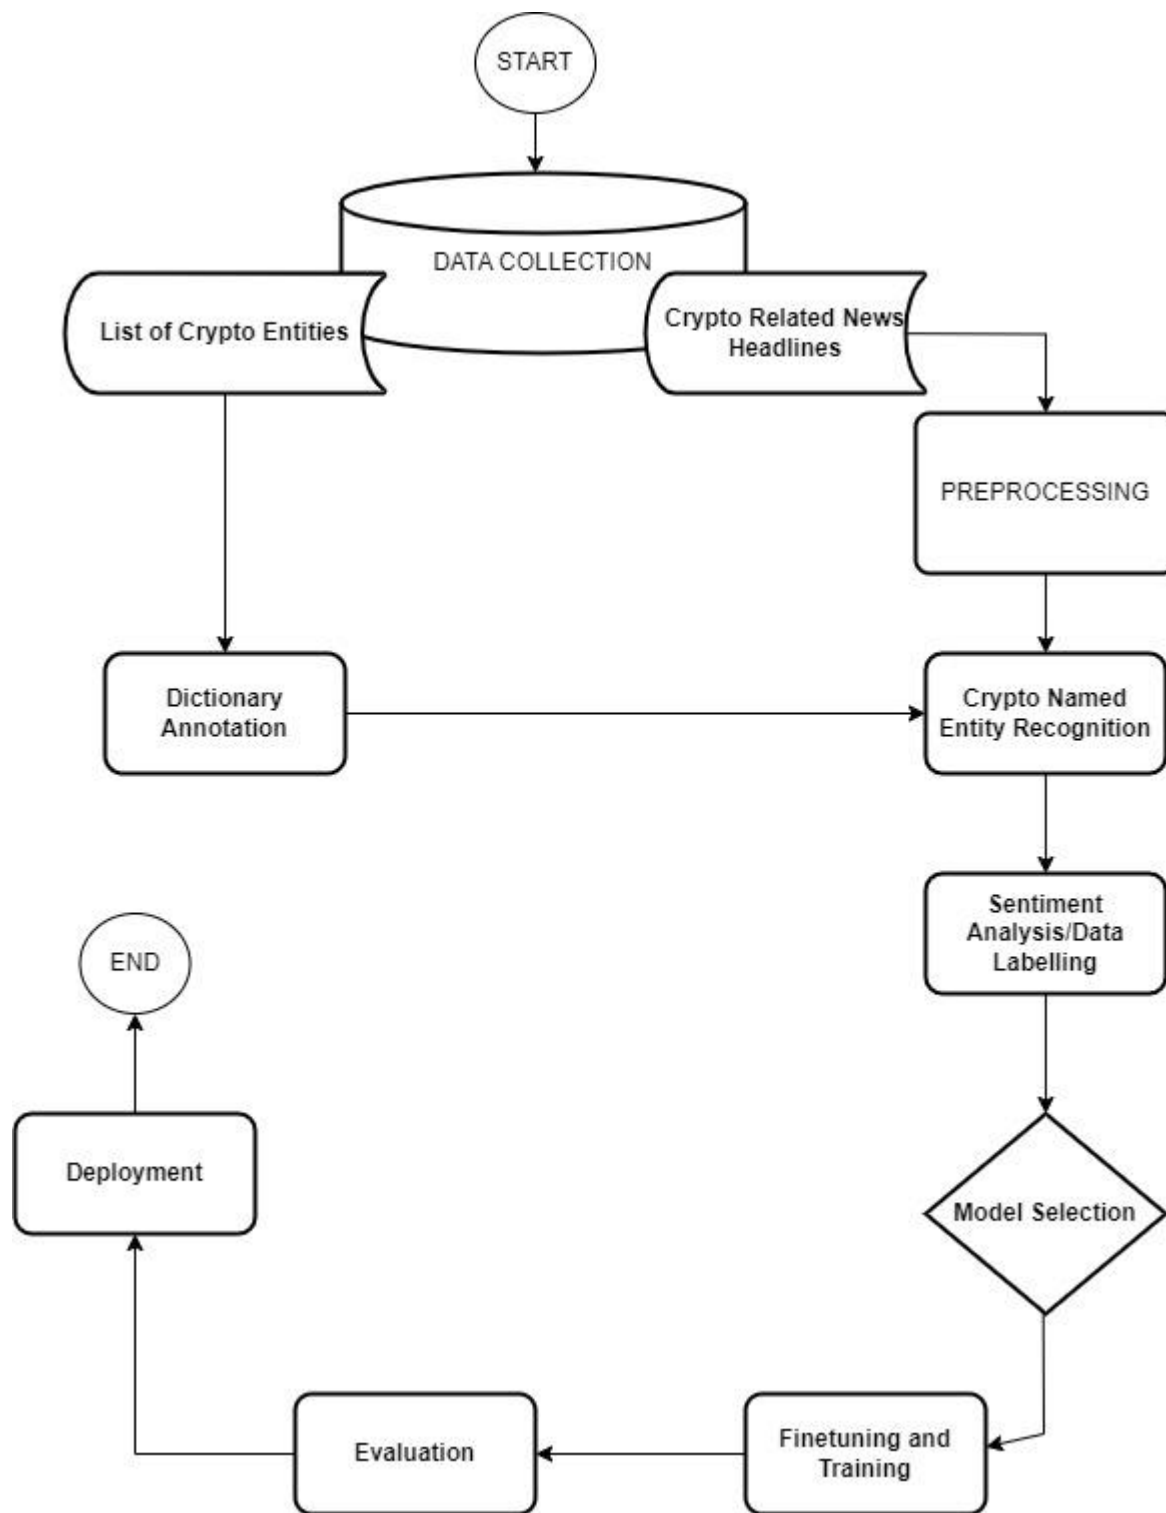 START
DATA COLLECTION
List of Crypto Entities
Crypto Related News
Headlines
PREPROCESSING
Dictionary
Annotation
Crypto Named
Entity Recognition
Sentiment
Analysis/Data
Labelling
END
Deployment
Model Selection
Evaluation
Finetuning and
Training